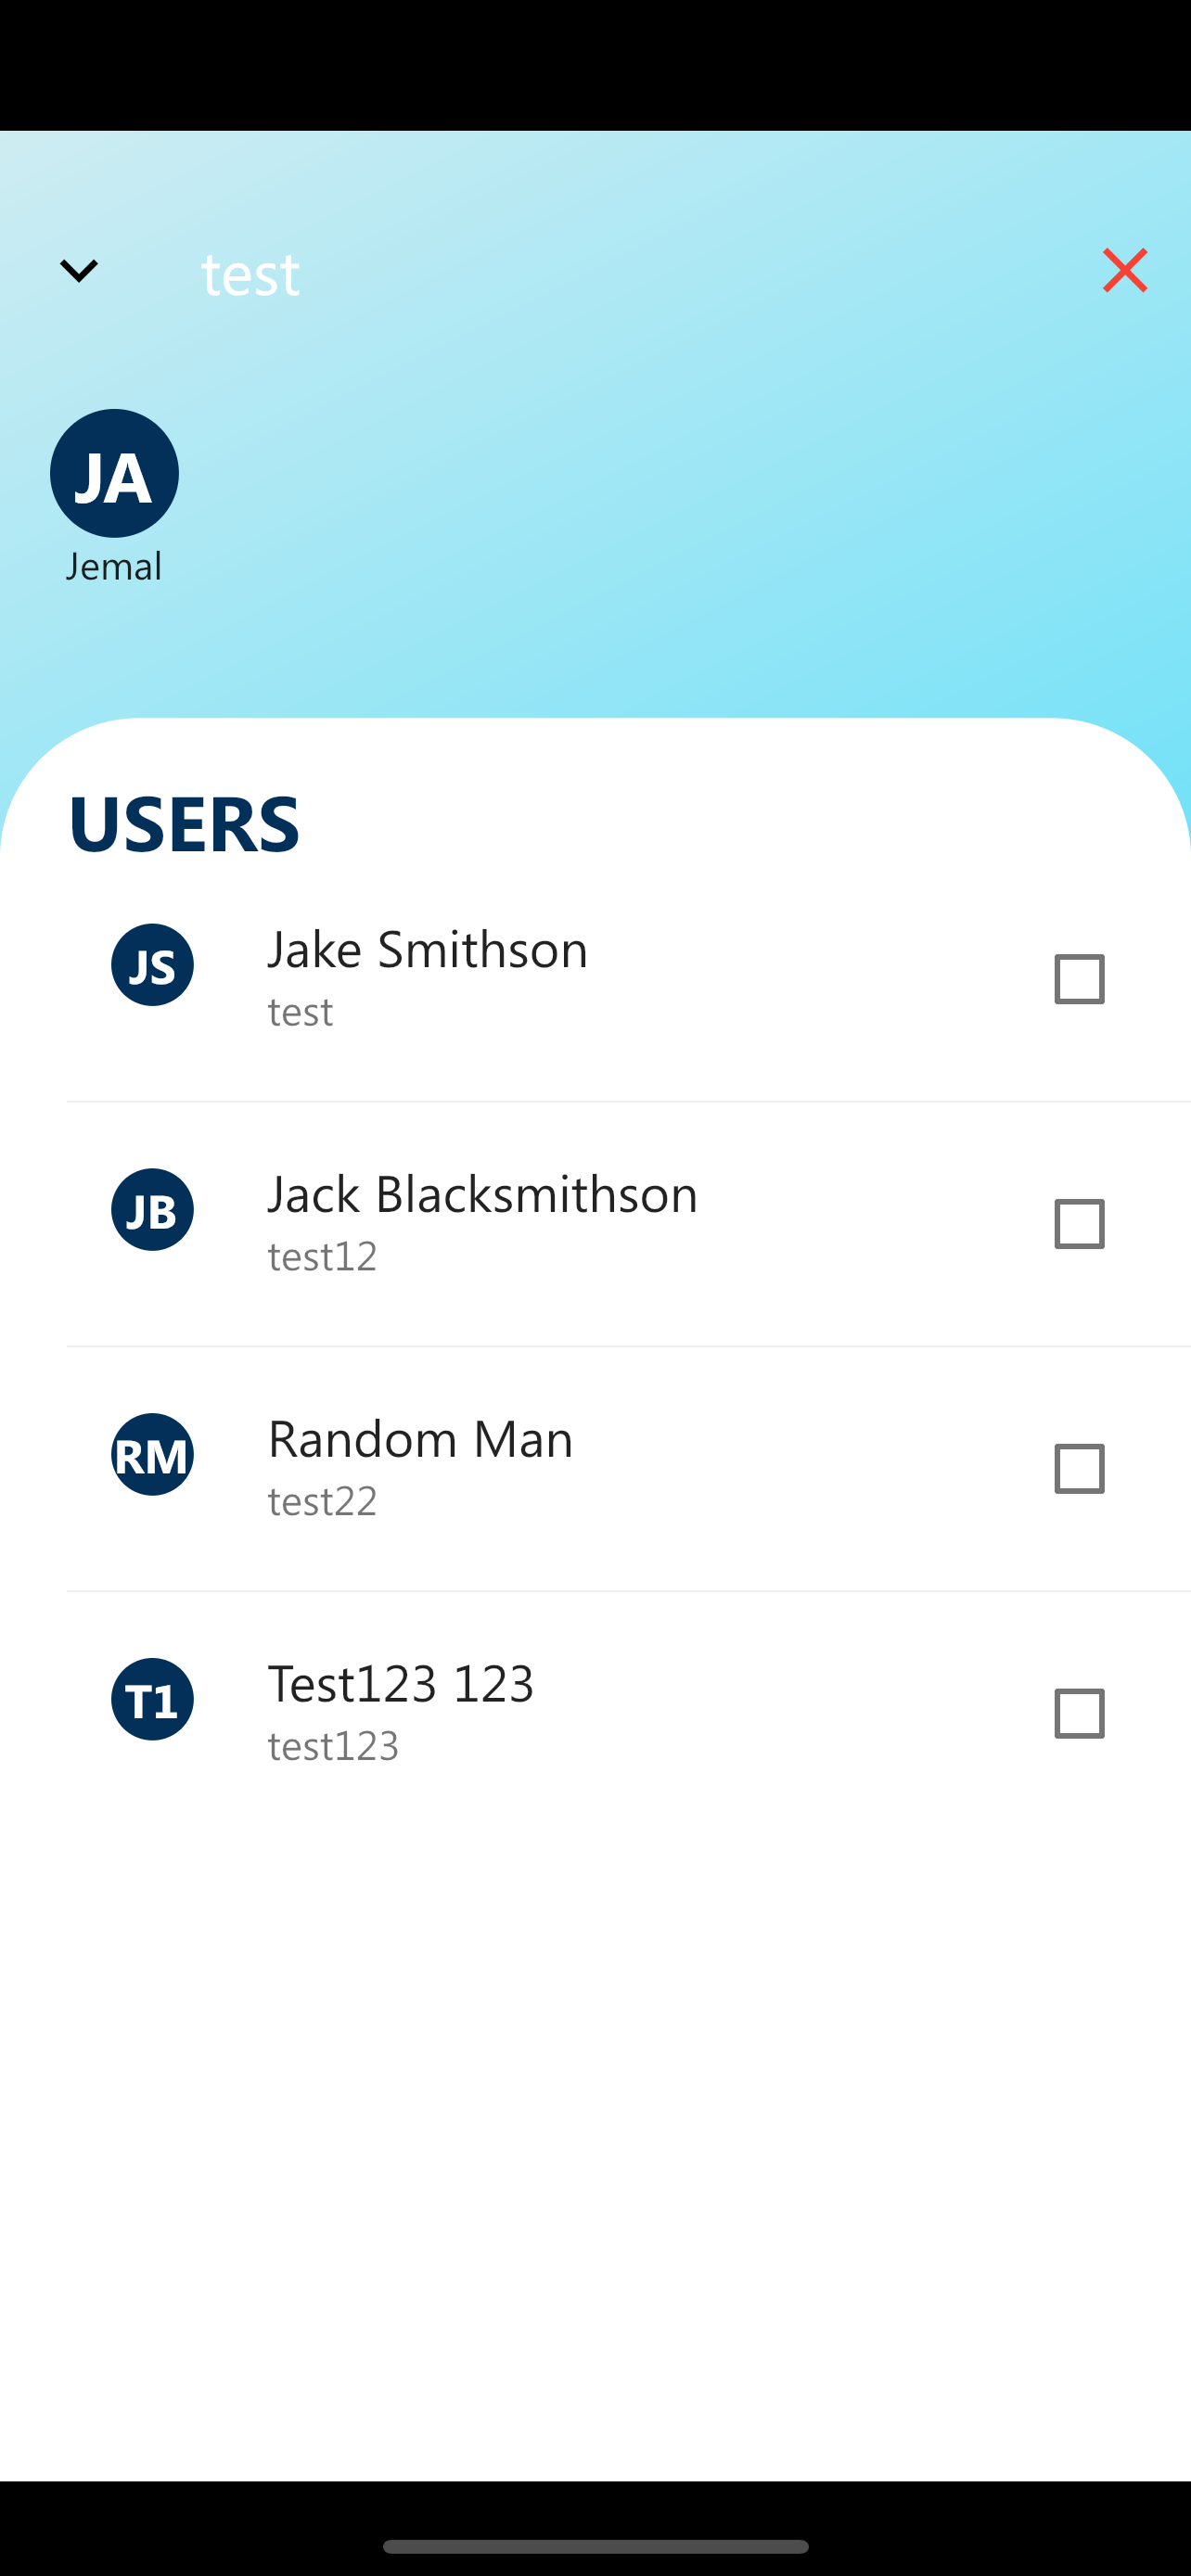 test
JA
Jemal
USERS
JS
Jake Smithson
test
JB
Jack Blacksmithson
test12
RM
Random Man
test22
T1
Test123 123
test123